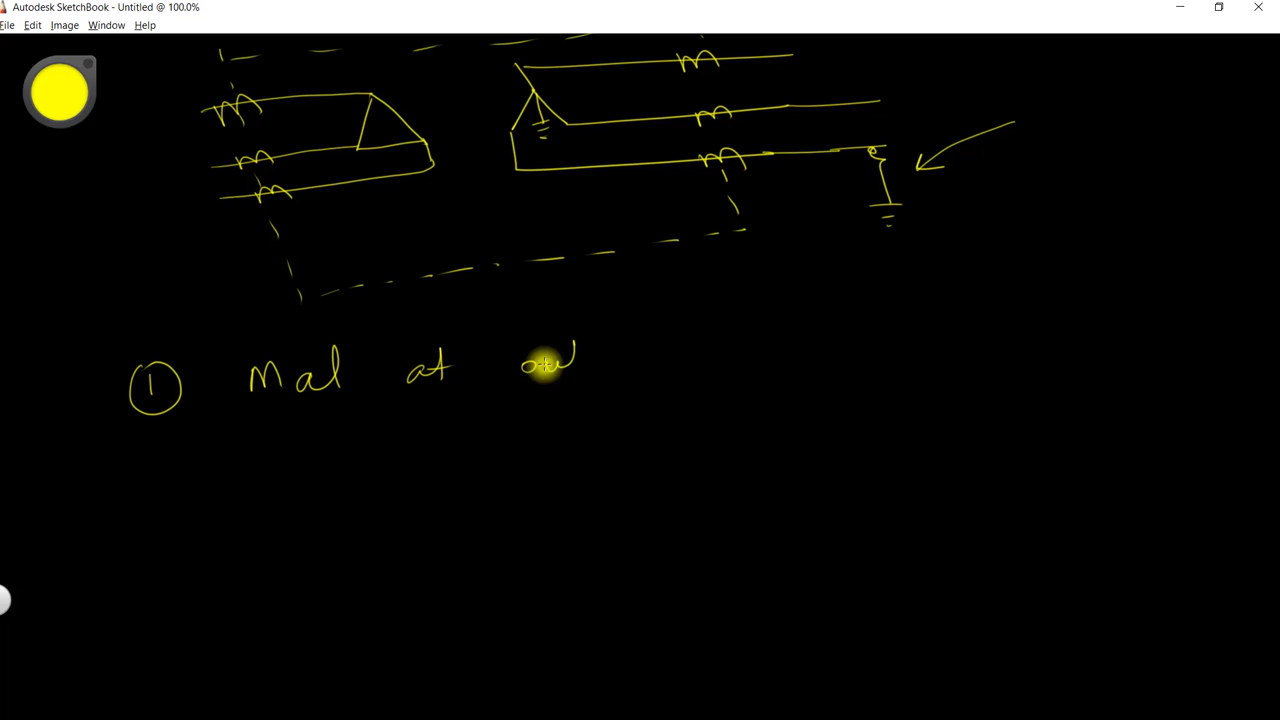 Autodesk SketchBook - Untitled @ 100.0%
File Edit Image Window Help
① Mal at